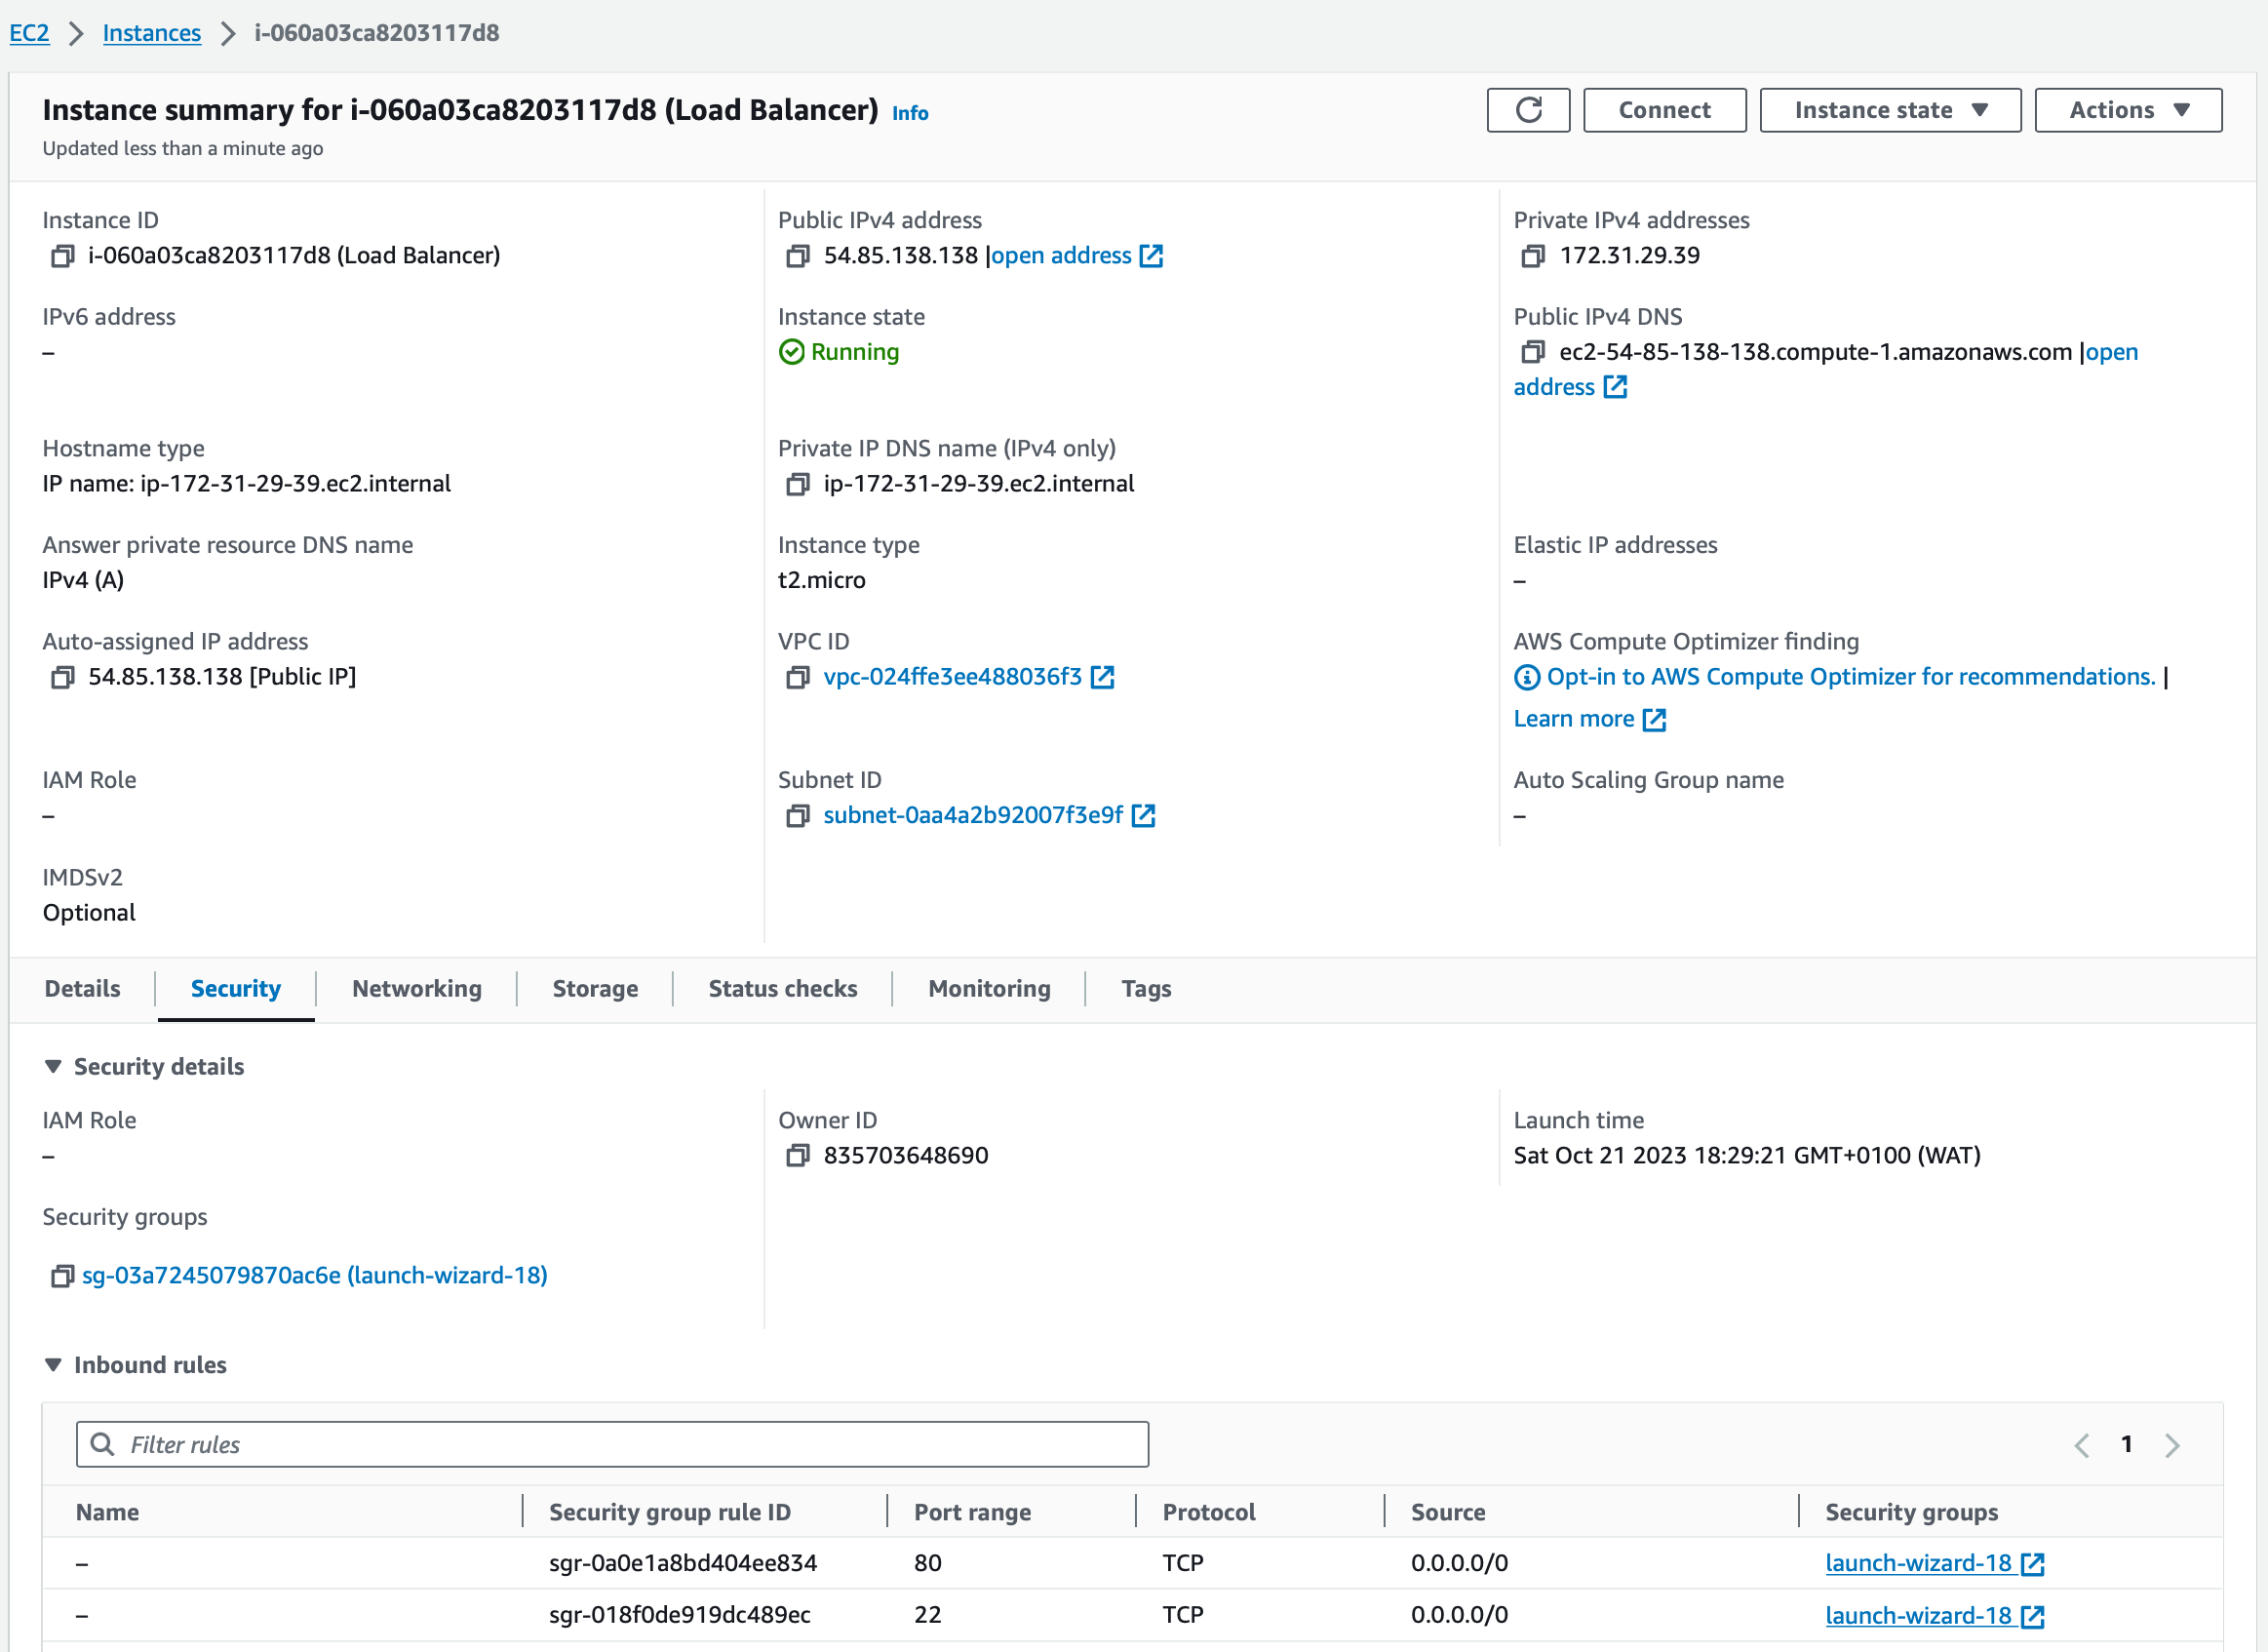 EC2 > Instances > i-060a03ca8203117d8
Instance summary for i-060a03ca8203117d8 (Load Balancer) Info
Updated less than a minute ago
Connect
Instance state
Actions
Instance ID
i-060a03ca8203117d8 (Load Balancer)
Public IPv4 address
54.85.138.138 |open address
Private IPv4 addresses
172.31.29.39
IPv6 address
–
Instance state
Running
Public IPv4 DNS
ec2-54-85-138-138.compute-1.amazonaws.com |open
address
Hostname type
IP name: ip-172-31-29-39.ec2.internal
Private IP DNS name (IPv4 only)
ip-172-31-29-39.ec2.internal
Answer private resource DNS name
IPv4 (A)
Instance type
t2.micro
Elastic IP addresses
–
Auto-assigned IP address
54.85.138.138 [Public IP]
VPC ID
vpc-024ffe3ee488036f3
AWS Compute Optimizer finding
Opt-in to AWS Compute Optimizer for recommendations. |
Learn more
IAM Role
–
Subnet ID
subnet-0aa4a2b92007f3e9f
Auto Scaling Group name
–
IMDSv2
Optional
Details Security Networking Storage Status checks Monitoring Tags
Security details
IAM Role
–
Owner ID
835703648690
Launch time
Sat Oct 21 2023 18:29:21 GMT+0100 (WAT)
Security groups
sg-03a7245079870ac6e (launch-wizard-18)
Inbound rules
Filter rules
1
Name Security group rule ID Port range Protocol Source Security groups
– sgr-0a0e1a8bd404ee834 80 TCP 0.0.0.0/0 launch-wizard-18
– sgr-018f0de919dc489ec 22 TCP 0.0.0.0/0 launch-wizard-18